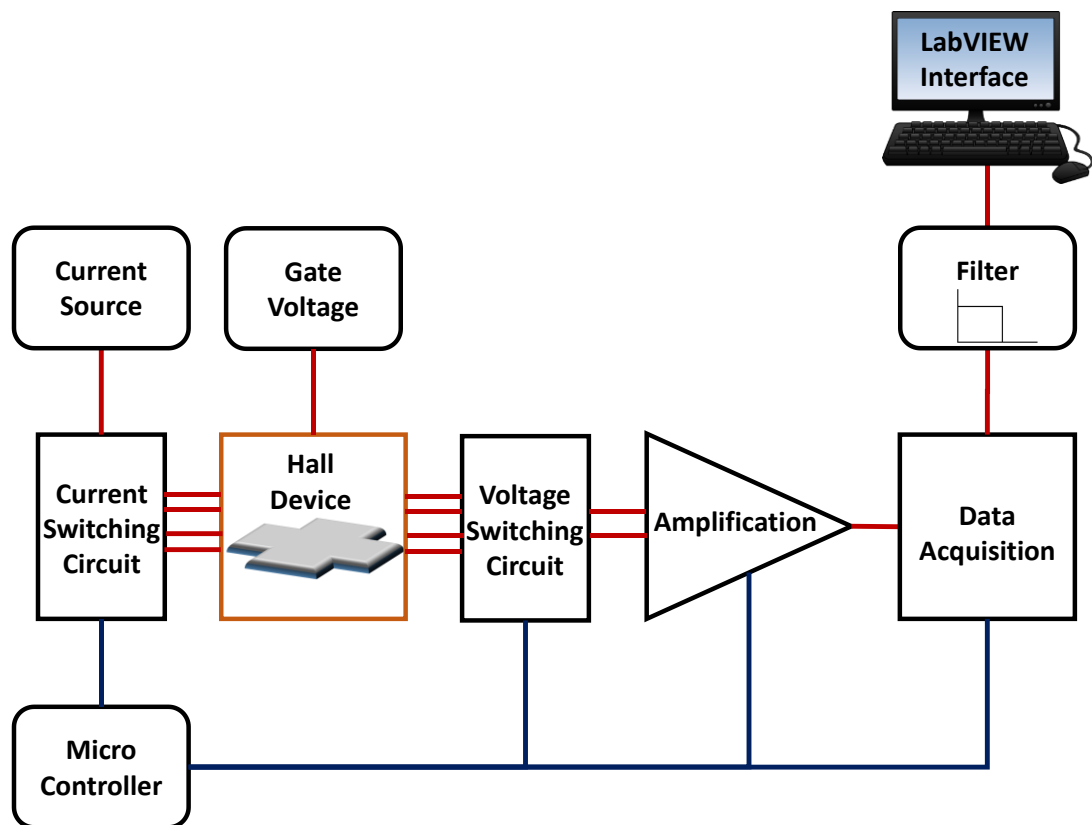 LabVIEW
Interface
Current
Source
Gate
Voltage
Filter
Current
Switching
Circuit
Hall
Device
Voltage
Switching
Circuit
Amplification
Data
Acquisition
Micro
Controller